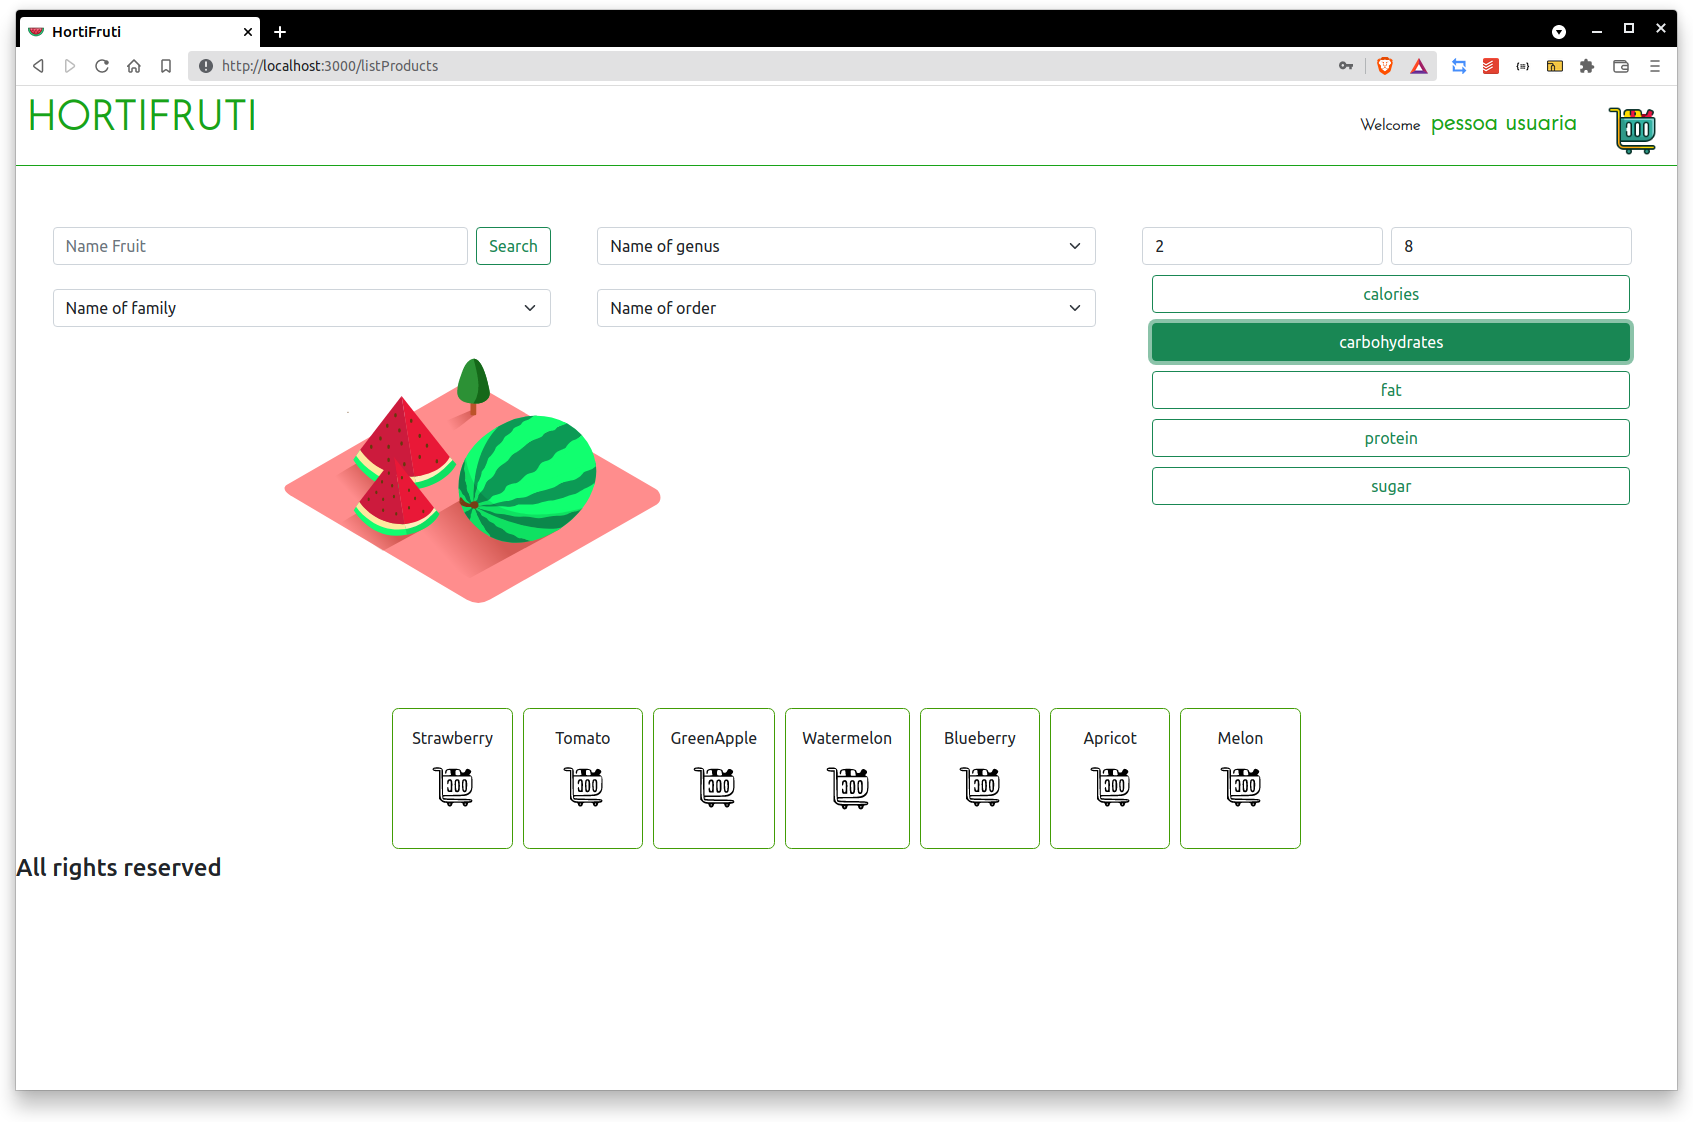 HortiFruti
http://localhost:3000/listProducts
HORTIFRUTI
Welcome pessoa usuaria
Name Fruit
Search
Name of genus
2
8
Name of family
Name of order
calories
carbohydrates
fat
protein
sugar
Strawberry
Tomato
GreenApple
Watermelon
Blueberry
Apricot
Melon
All rights reserved